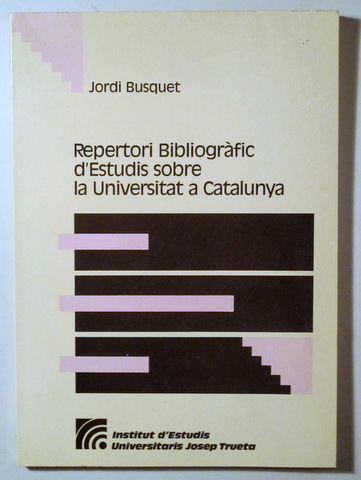 Jordi Busquet
Repertori Bibliogràfic
d'Estudis sobre
la Universitat a Catalunya
Institut d'Estudis
Universitaris Josep Trueta